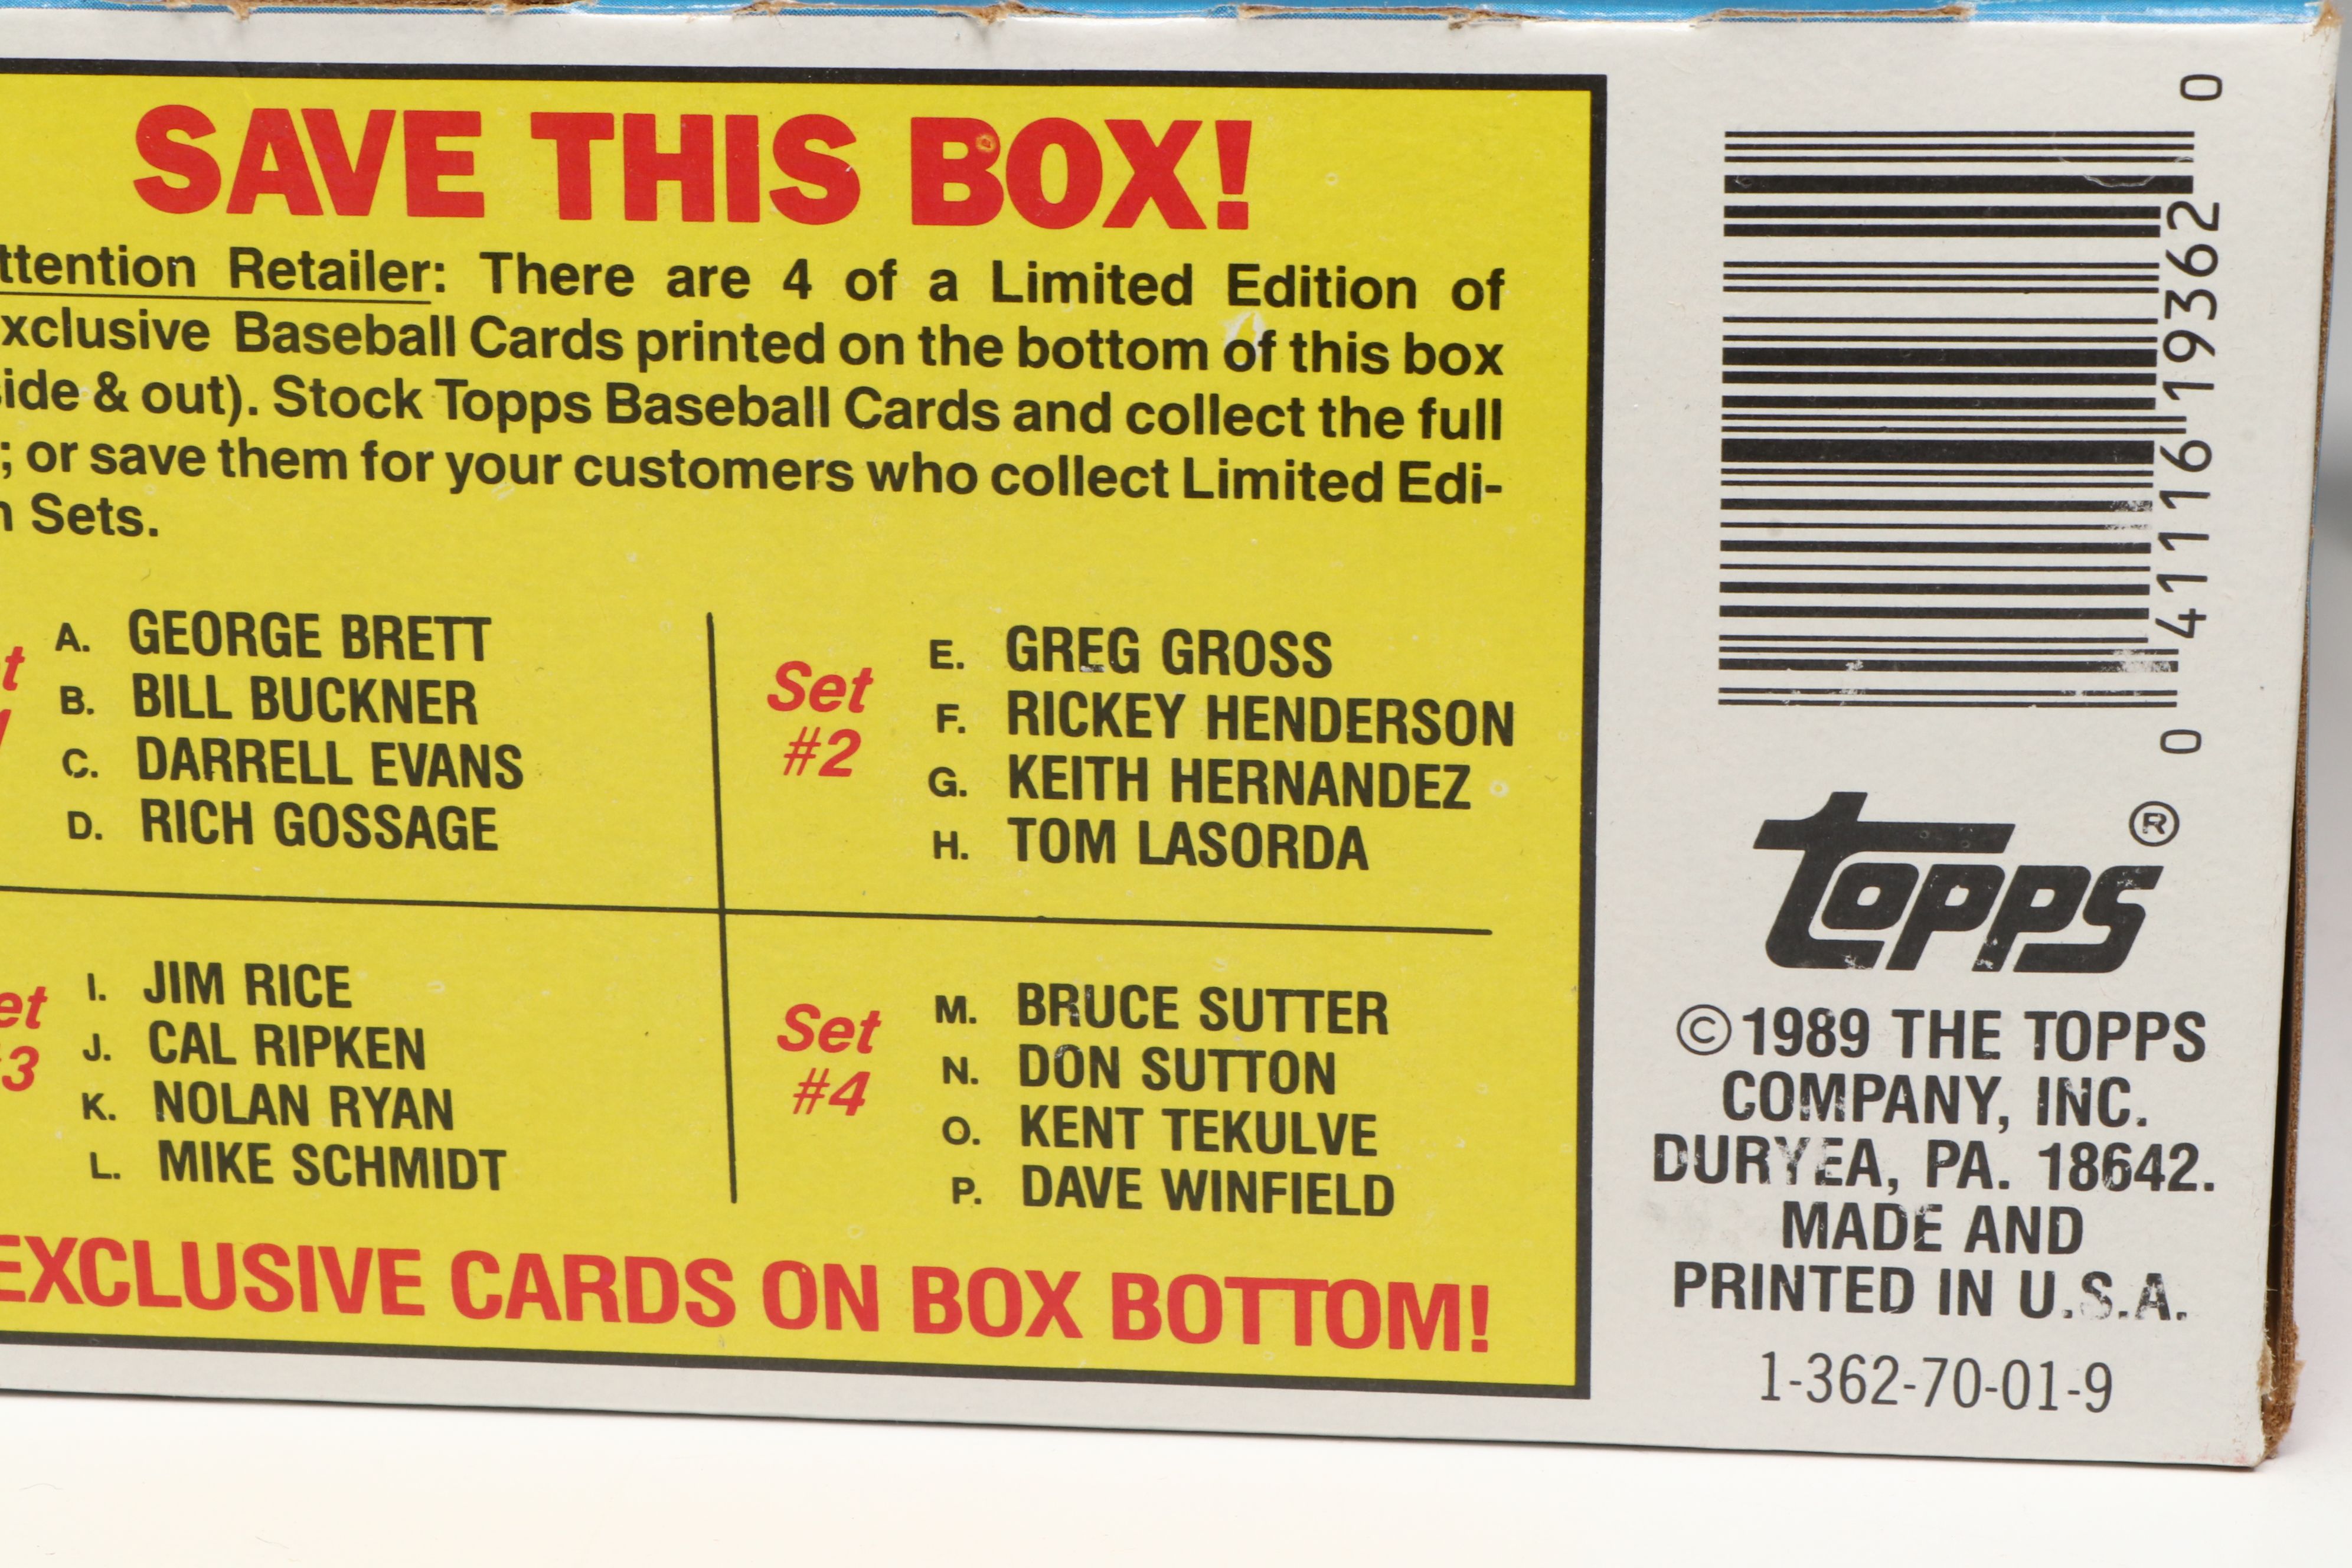 SAVE THIS BOX!
ttention Retailer: There are 4 of a Limited Edition of
xclusive Baseball Cards printed on the bottom of this box
side & out). Stock Topps Baseball Cards and collect the full
; or save them for your customers who collect Limited Edi-
n Sets.
A. GEORGE BRETT
B. BILL BUCKNER
C. DARRELL EVANS
D. RICH GOSSAGE
Set
#2
E. GREG GROSS
F. RICKEY HENDERSON
G. KEITH HERNANDEZ
H. TOM LASORDA
et
3
I. JIM RICE
J. CAL RIPKEN
K. NOLAN RYAN
L. MIKE SCHMIDT
Set
#4
M. BRUCE SUTTER
N. DON SUTTON
O. KENT TEKULVE
P. DAVE WINFIELD
EXCLUSIVE CARDS ON BOX BOTTOM!
0 41116 19362 0
topps®
© 1989 THE TOPPS
COMPANY, INC.
DURYEA, PA. 18642.
MADE AND
PRINTED IN U.S.A.
1-362-70-01-9